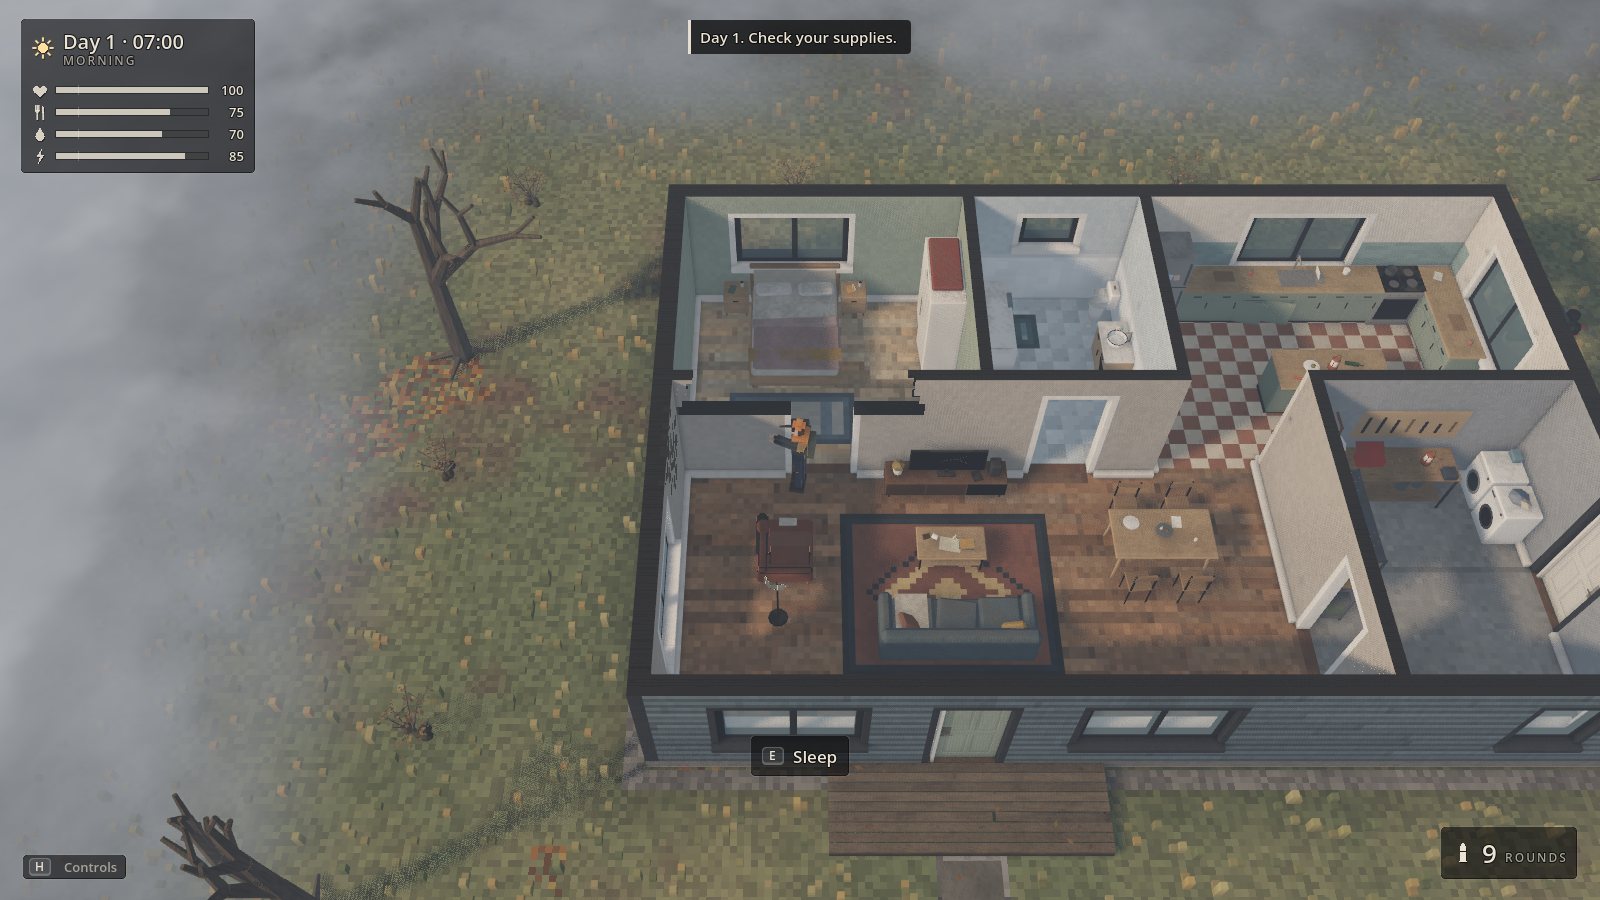 Day 1 · 07:00
MORNING
100
75
70
85
Day 1. Check your supplies.
E Sleep
H Controls
9 ROUNDS